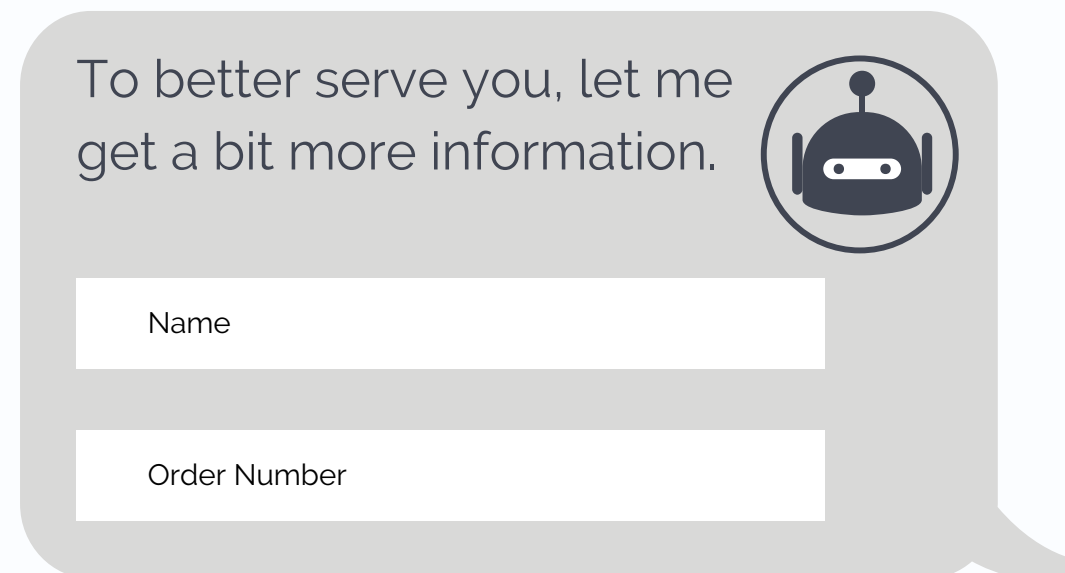 To better serve you, let me
get a bit more information.
Name
Order Number